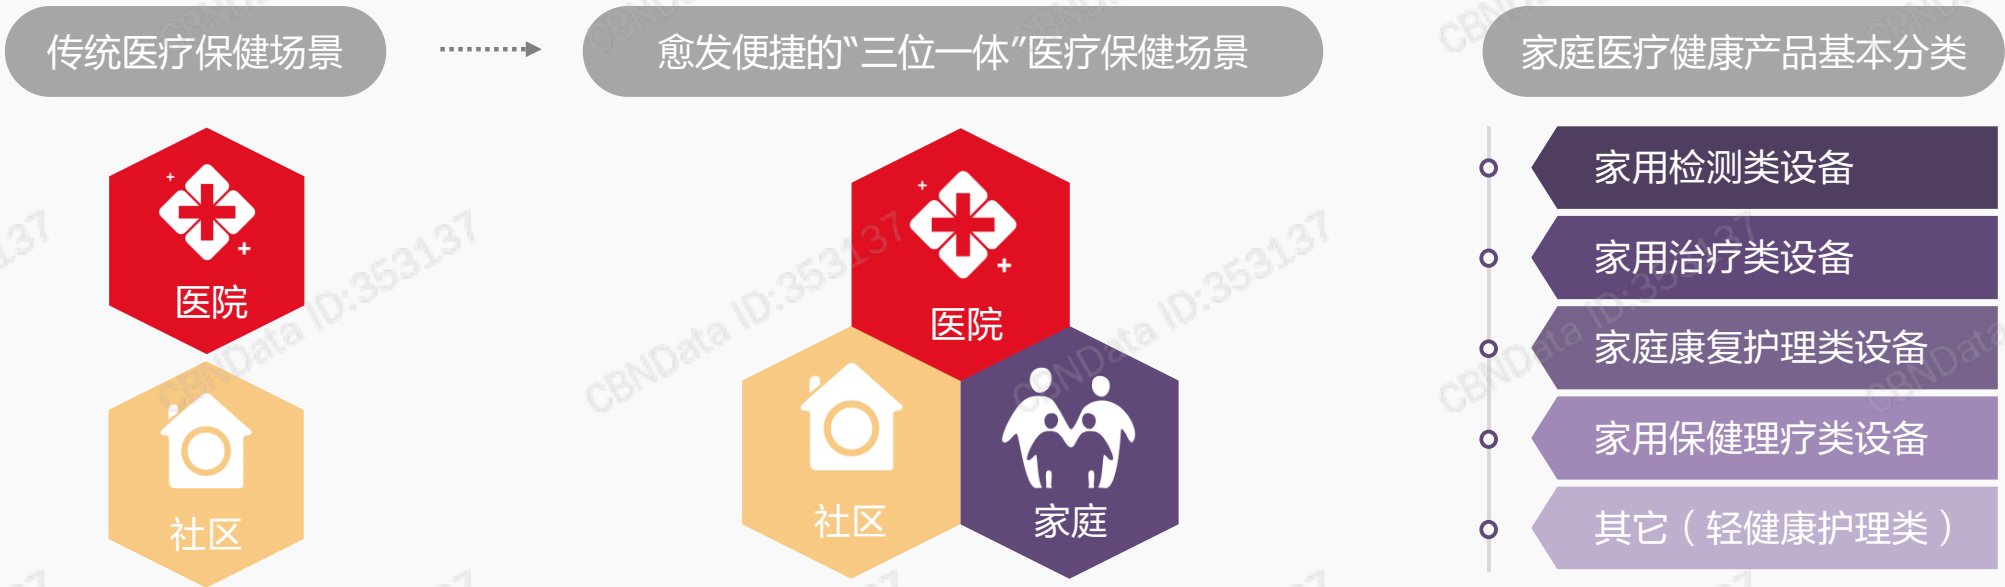 传统医疗保健场景
愈发便捷的“三位一体”医疗保健场景
家庭医疗健康产品基本分类
医院
社区
医院
社区
家庭
家用检测类设备
家用治疗类设备
家庭康复护理类设备
家用保健理疗类设备
其它（轻健康护理类）
CBNData ID:353137
CBNData ID:353137
CBNData ID:353137
CBNData ID:353137